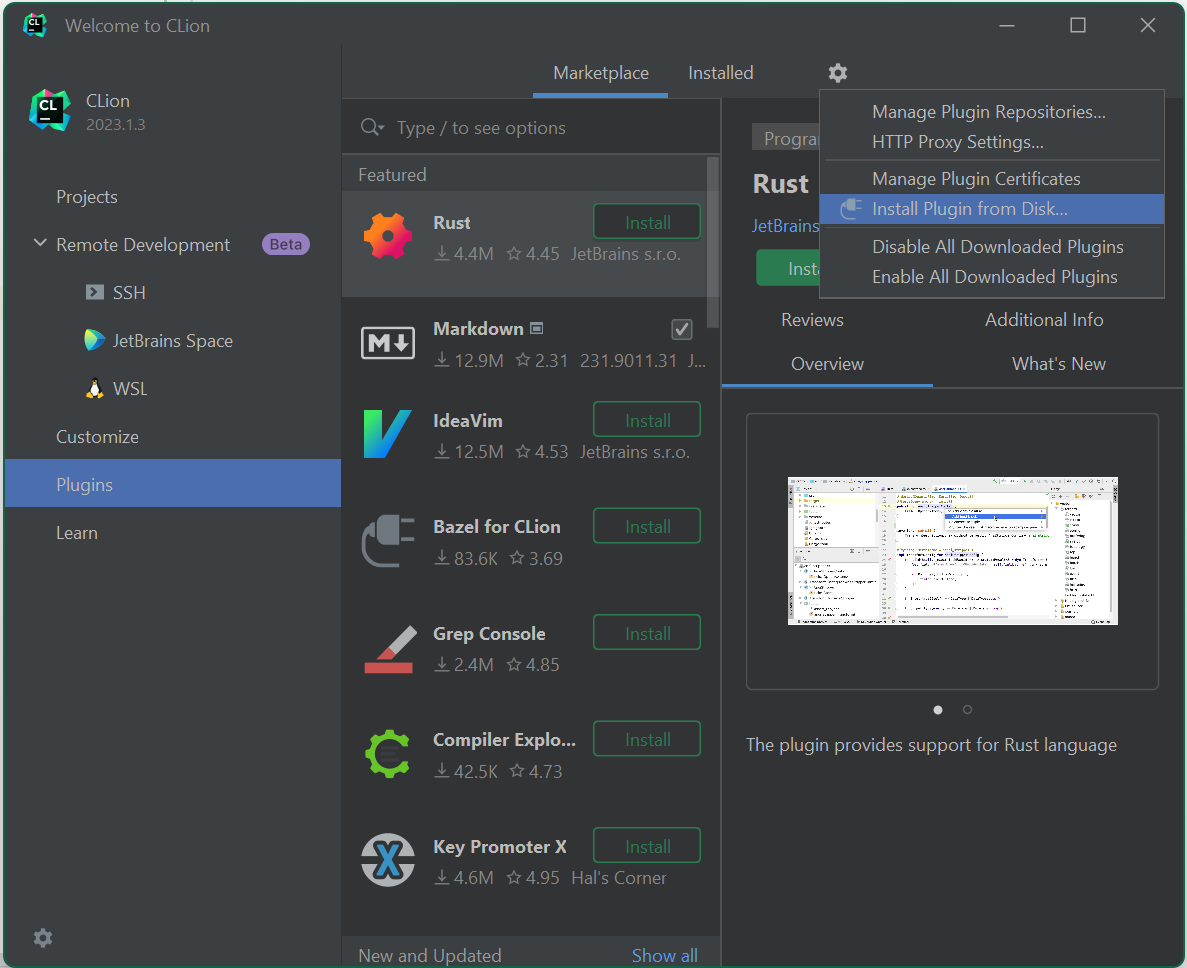 Welcome to CLion
CL
CLion
2023.1.3
Projects
Remote Development Beta
SSH
JetBrains Space
WSL
Customize
Plugins
Learn
Marketplace Installed
Type / to see options
Featured
Rust Install
4.4M 4.45 JetBrains s.r.o.
Markdown
12.9M 2.31 231.9011.31 J...
IdeaVim Install
12.5M 4.53 JetBrains s.r.o.
Bazel for CLion Install
83.6K 3.69
Grep Console Install
2.4M 4.85
Compiler Explo... Install
42.5K 4.73
Key Promoter X Install
4.6M 4.95 Hal's Corner
New and Updated Show all
Manage Plugin Repositories...
HTTP Proxy Settings...
Manage Plugin Certificates
Install Plugin from Disk...
Disable All Downloaded Plugins
Enable All Downloaded Plugins
Progra
Rust
JetBrains
Insta
Reviews Additional Info
Overview What's New
The plugin provides support for Rust language